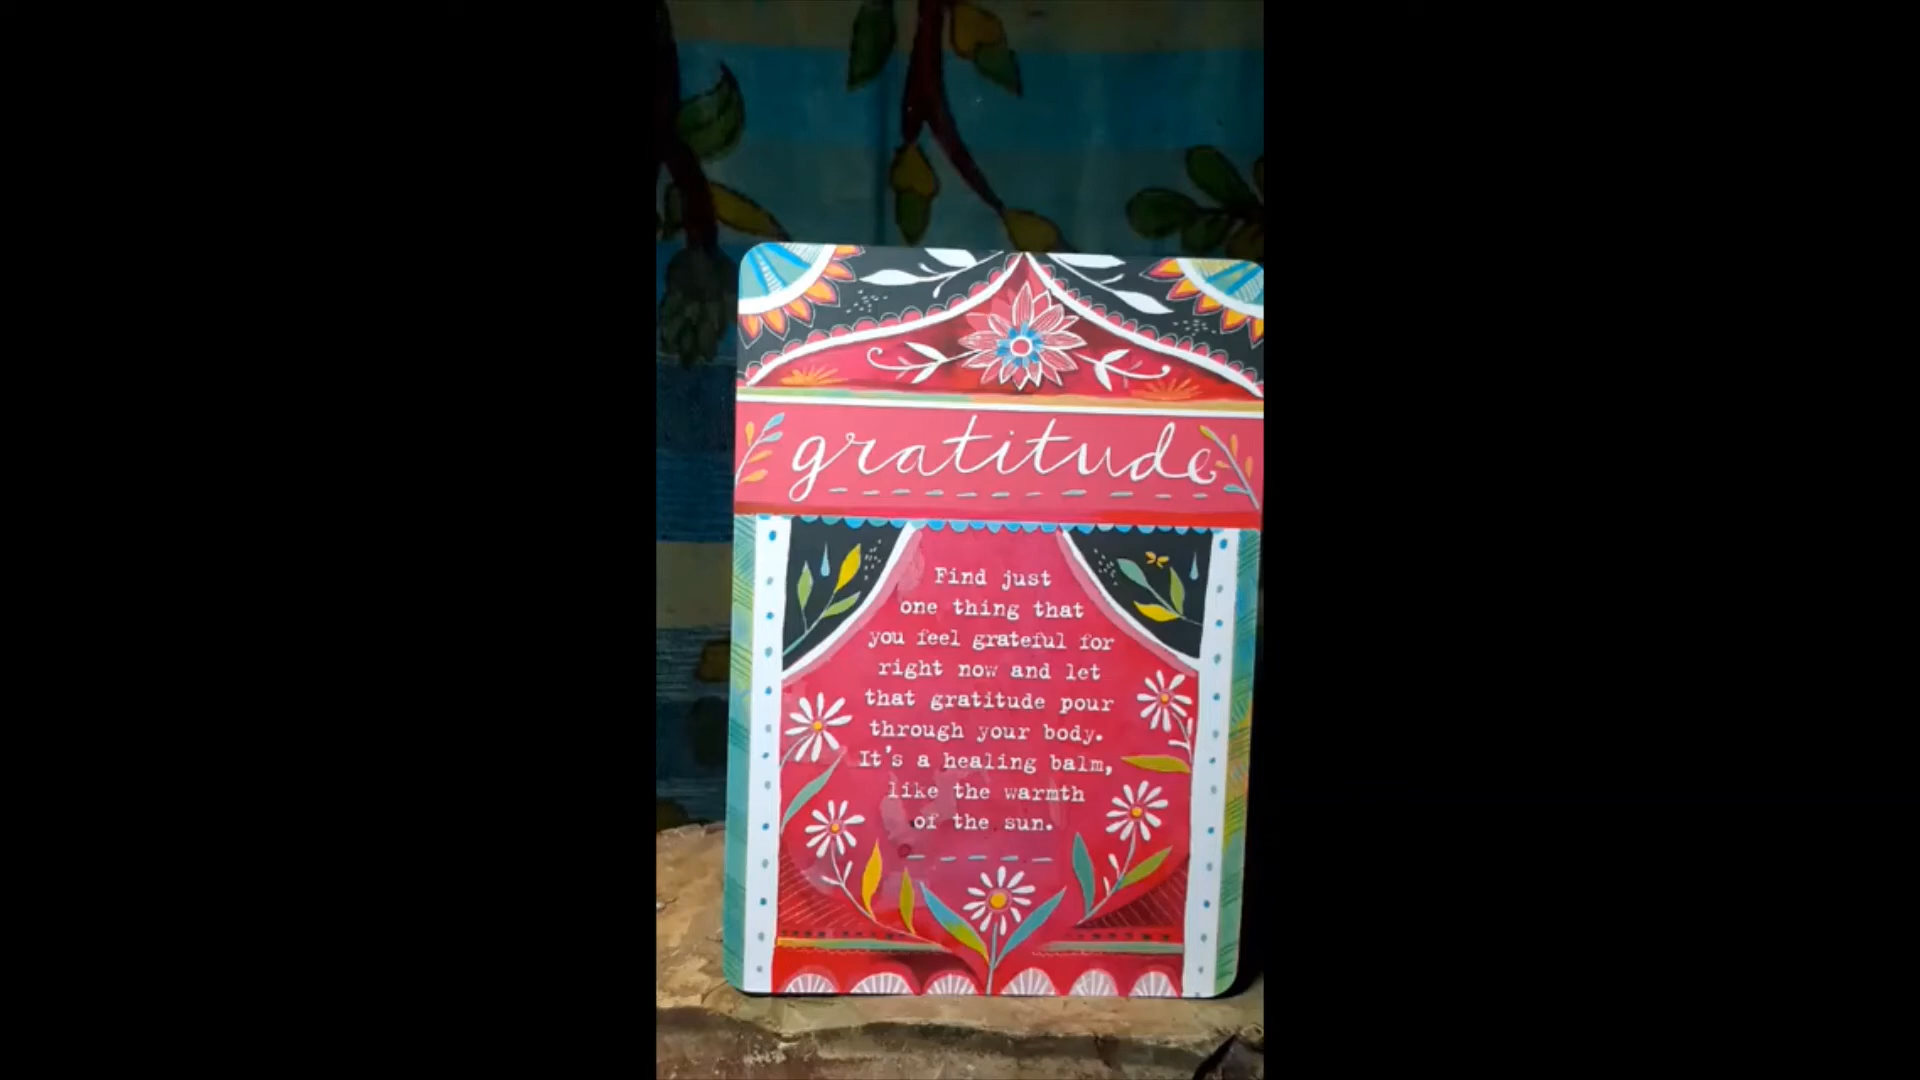 gratitude
Find just
one thing that
you feel grateful for
right now and let
that gratitude pour
through your body.
It's a healing balm,
like the warmth
of the sun.